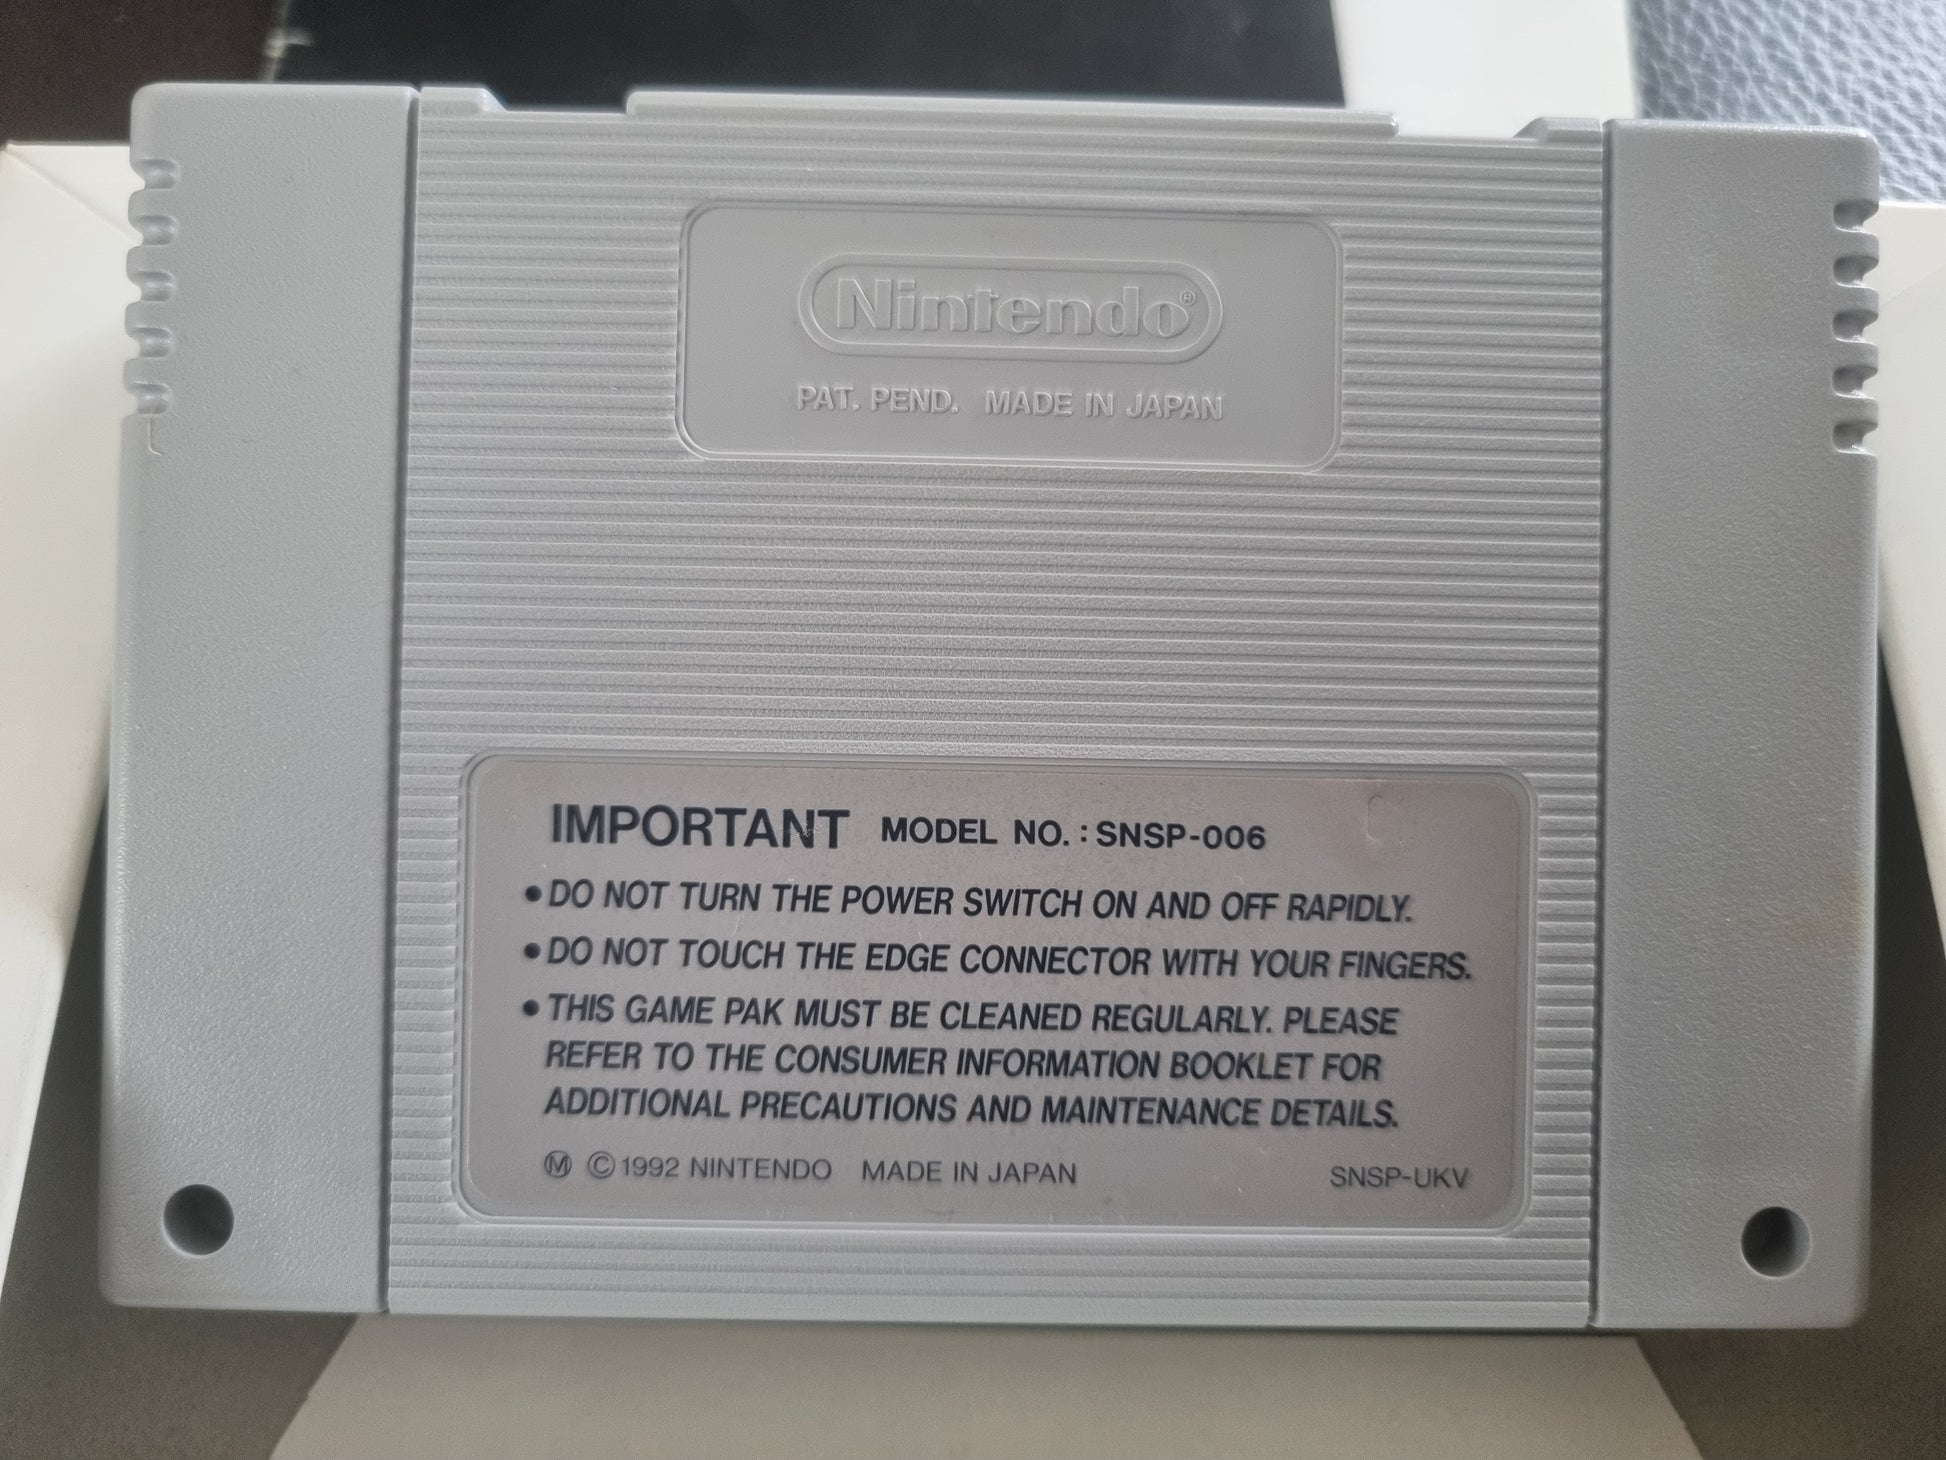 Nintendo®
PAT. PEND. MADE IN JAPAN
IMPORTANT MODEL NO. : SNSP-006
• DO NOT TURN THE POWER SWITCH ON AND OFF RAPIDLY.
• DO NOT TOUCH THE EDGE CONNECTOR WITH YOUR FINGERS.
• THIS GAME PAK MUST BE CLEANED REGULARLY. PLEASE
REFER TO THE CONSUMER INFORMATION BOOKLET FOR
ADDITIONAL PRECAUTIONS AND MAINTENANCE DETAILS.
Ⓜ ©1992 NINTENDO MADE IN JAPAN SNSP-UKV